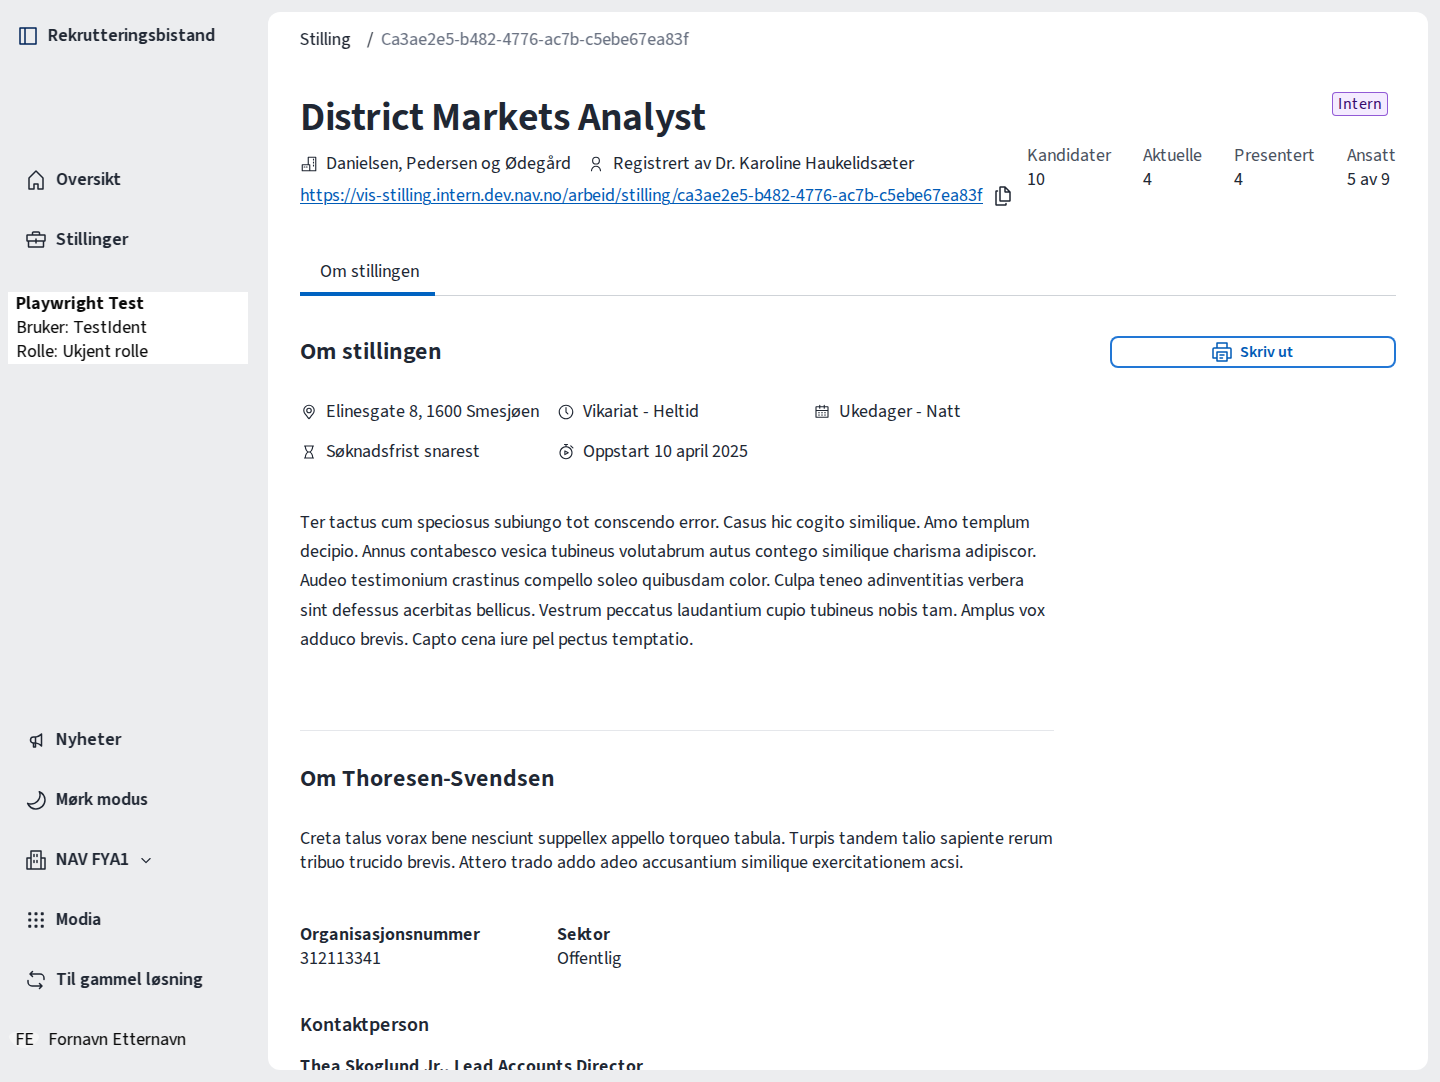 Rekrutteringsbistand
Oversikt
Stillinger
Playwright Test
Bruker: TestIdent
Rolle: Ukjent rolle
Nyheter
Mørk modus
NAV FYA1
Modia
Til gammel løsning
FE Fornavn Etternavn
Stilling / Ca3ae2e5-b482-4776-ac7b-c5ebe67ea83f
District Markets Analyst
Intern
Danielsen, Pedersen og Ødegård Registrert av Dr. Karoline Haukelidsæter
https://vis-stilling.intern.dev.nav.no/arbeid/stilling/ca3ae2e5-b482-4776-ac7b-c5ebe67ea83f
Kandidater Aktuelle Presentert Ansatt
10 4 4 5 av 9
Om stillingen
Om stillingen
Skriv ut
Elinesgate 8, 1600 Smesjøen Vikariat - Heltid Ukedager - Natt
Søknadsfrist snarest Oppstart 10 april 2025
Ter tactus cum speciosus subiungo tot conscendo error. Casus hic cogito similique. Amo templum
decipio. Annus contabesco vesica tubineus volutabrum autus contego similique charisma adipiscor.
Audeo testimonium crastinus compello soleo quibusdam color. Culpa teneo adinventitias verbera
sint defessus acerbitas bellicus. Vestrum peccatus laudantium cupio tubineus nobis tam. Amplus vox
adduco brevis. Capto cena iure pel pectus temptatio.
Om Thoresen-Svendsen
Creta talus vorax bene nesciunt suppellex appello torqueo tabula. Turpis tandem talio sapiente rerum
tribuo trucido brevis. Attero trado addo adeo accusantium similique exercitationem acsi.
Organisasjonsnummer Sektor
312113341 Offentlig
Kontaktperson
Thea Skoglund Jr., Lead Accounts Director